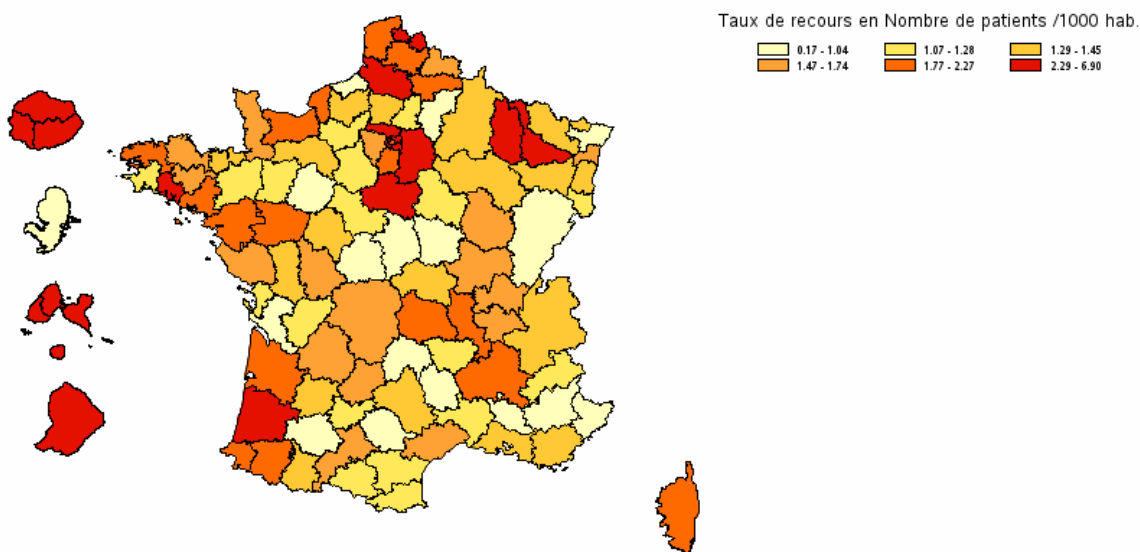 Taux de recours en Nombre de patients /1000 hab.
0.17 - 1.04 1.07 - 1.28 1.29 - 1.45
1.47 - 1.74 1.77 - 2.27 2.29 - 6.90